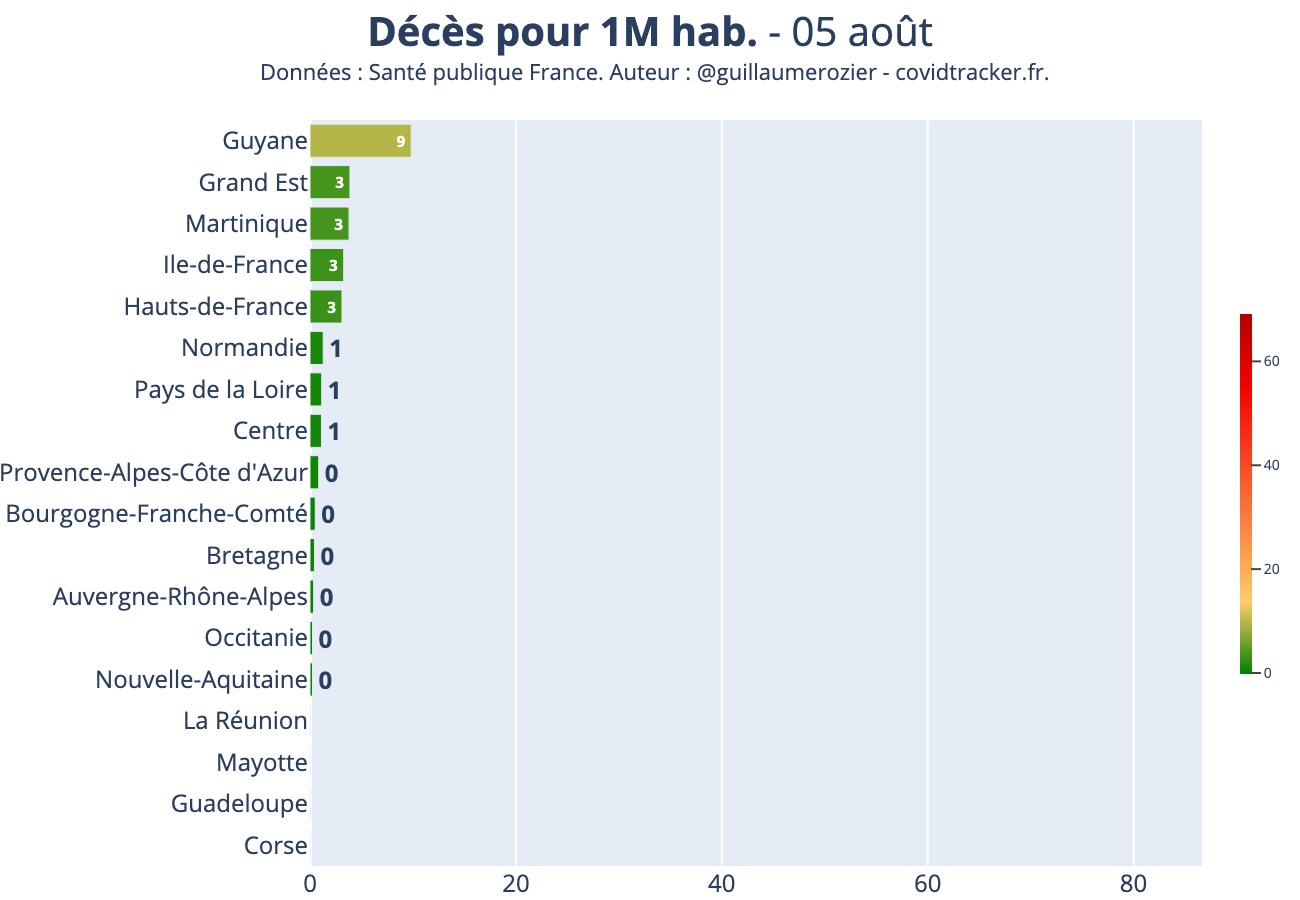 Décès pour 1M hab. - 05 août
Données : Santé publique France. Auteur : @guillaumerozier - covidtracker.fr.
Guyane 9
Grand Est 3
Martinique 3
Ile-de-France 3
Hauts-de-France 3
Normandie 1
Pays de la Loire 1
Centre 1
Provence-Alpes-Côte d'Azur 0
Bourgogne-Franche-Comté 0
Bretagne 0
Auvergne-Rhône-Alpes 0
Occitanie 0
Nouvelle-Aquitaine 0
La Réunion
Mayotte
Guadeloupe
Corse
0 20 40 60 80
60
40
20
0